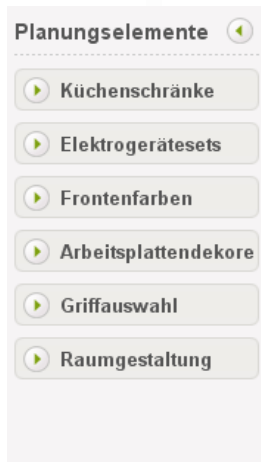 Planungselemente
Küchenschränke
Elektrogerätesets
Frontenfarben
Arbeitsplattendekore
Griffauswahl
Raumgestaltung